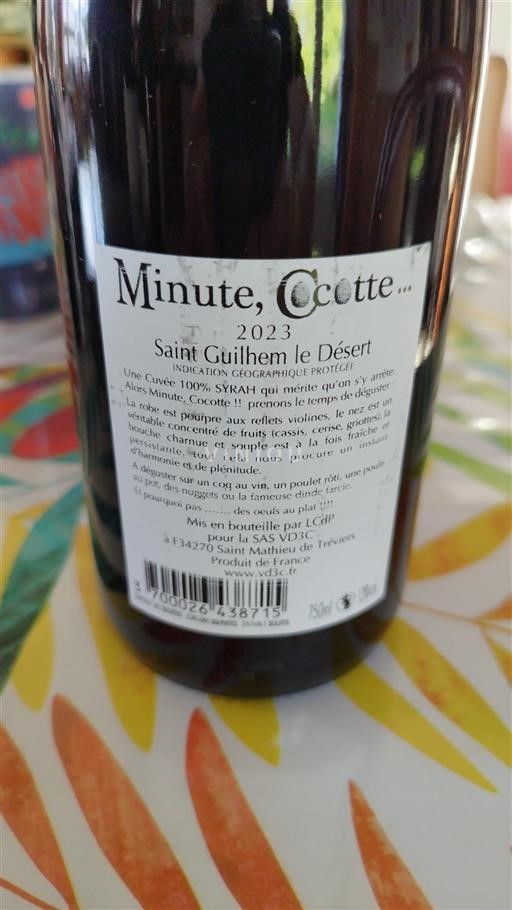 Minute, Cocotte...
2023
Saint Guilhem le Désert
INDICATION GÉOGRAPHIQUE PROTÉGÉE
Une Cuvée 100% SYRAH qui mérite qu'on s'y arrête.
Alors Minute, Cocotte !! prenons le temps de déguster :
La robe est pourpre aux reflets violines, le nez est un
véritable concentré de fruits (cassis, cerise, griottes), la
bouche charnue et souple est à la fois fraîche et
persistante, tout cela nous procure un instant
d'harmonie et de plénitude.
A déguster sur un coq au vin, un poulet rôti, une poule
au pot, des nuggets ou la fameuse dinde farcie.
Et pourquoi pas ....... des oeufs au plat !!!!
Mis en bouteille par LCdP
pour la SAS VD3C
à F34270 Saint Mathieu de Tréviers
Produit de France
www.vd3c.fr
3 700026 438715
750ml